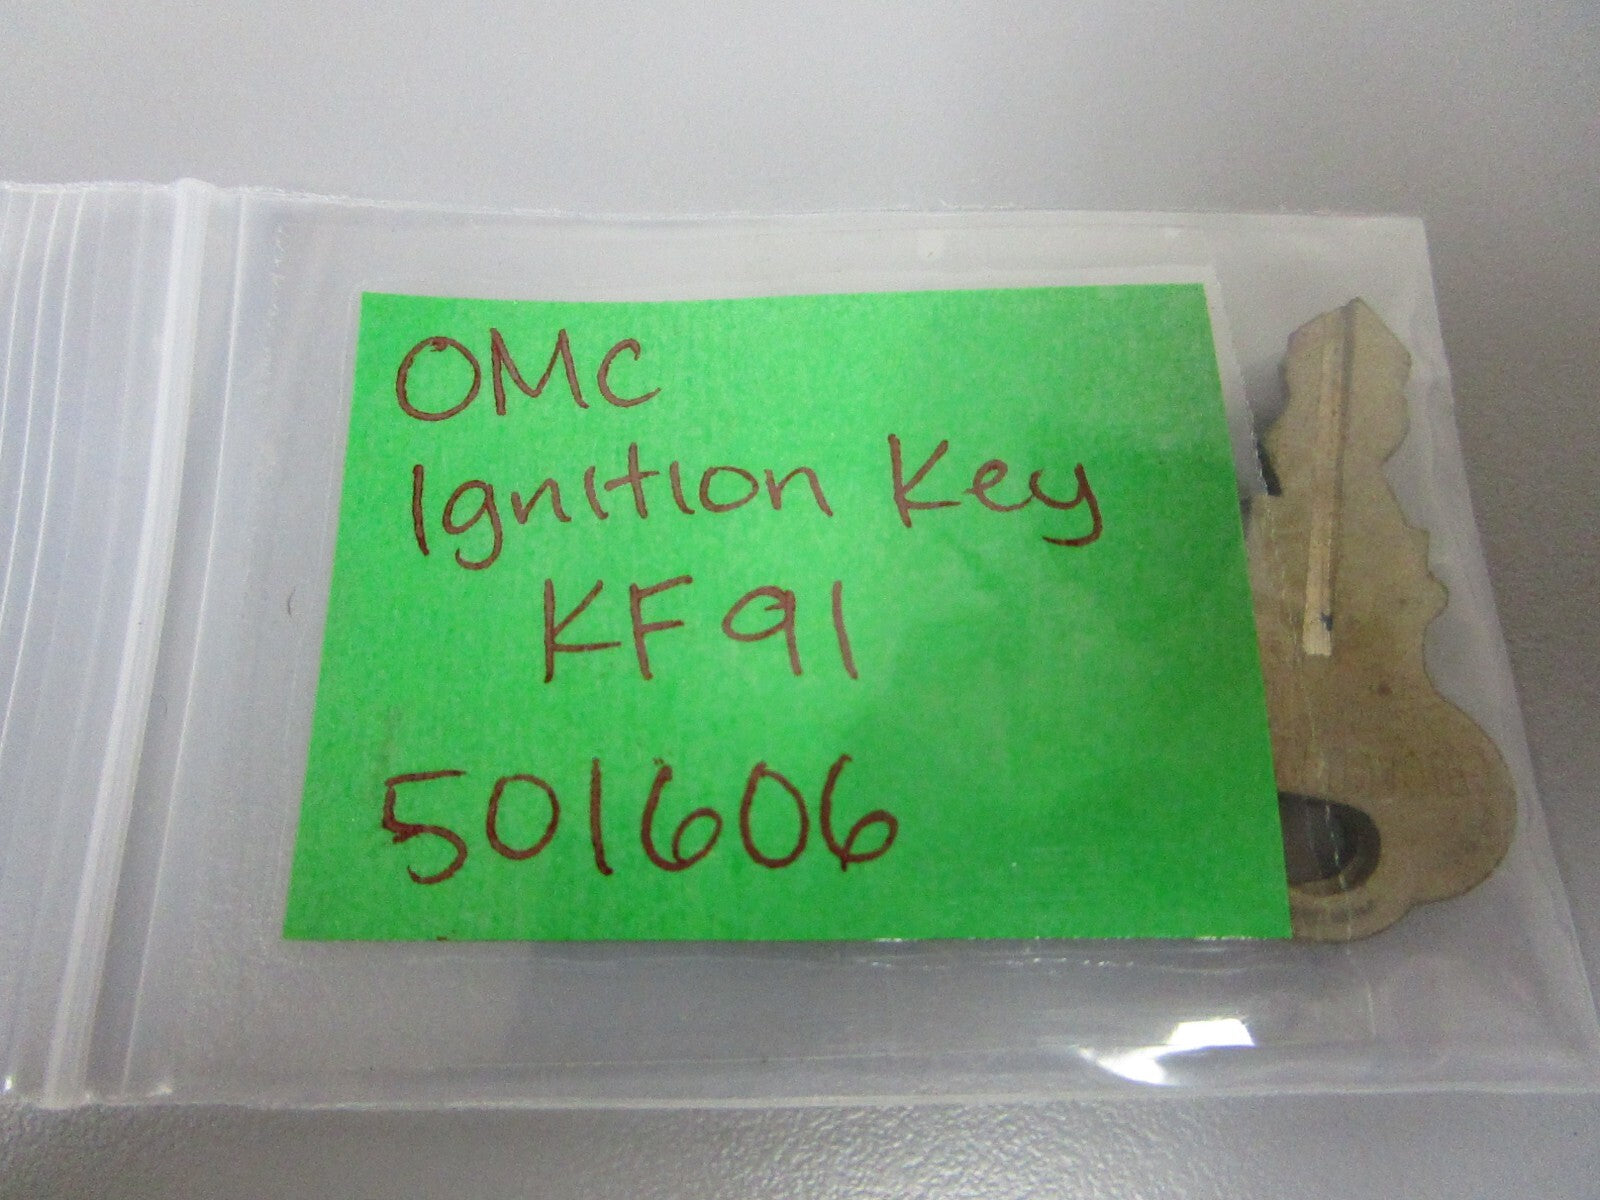 OMC
Ignition Key
KF91
501606